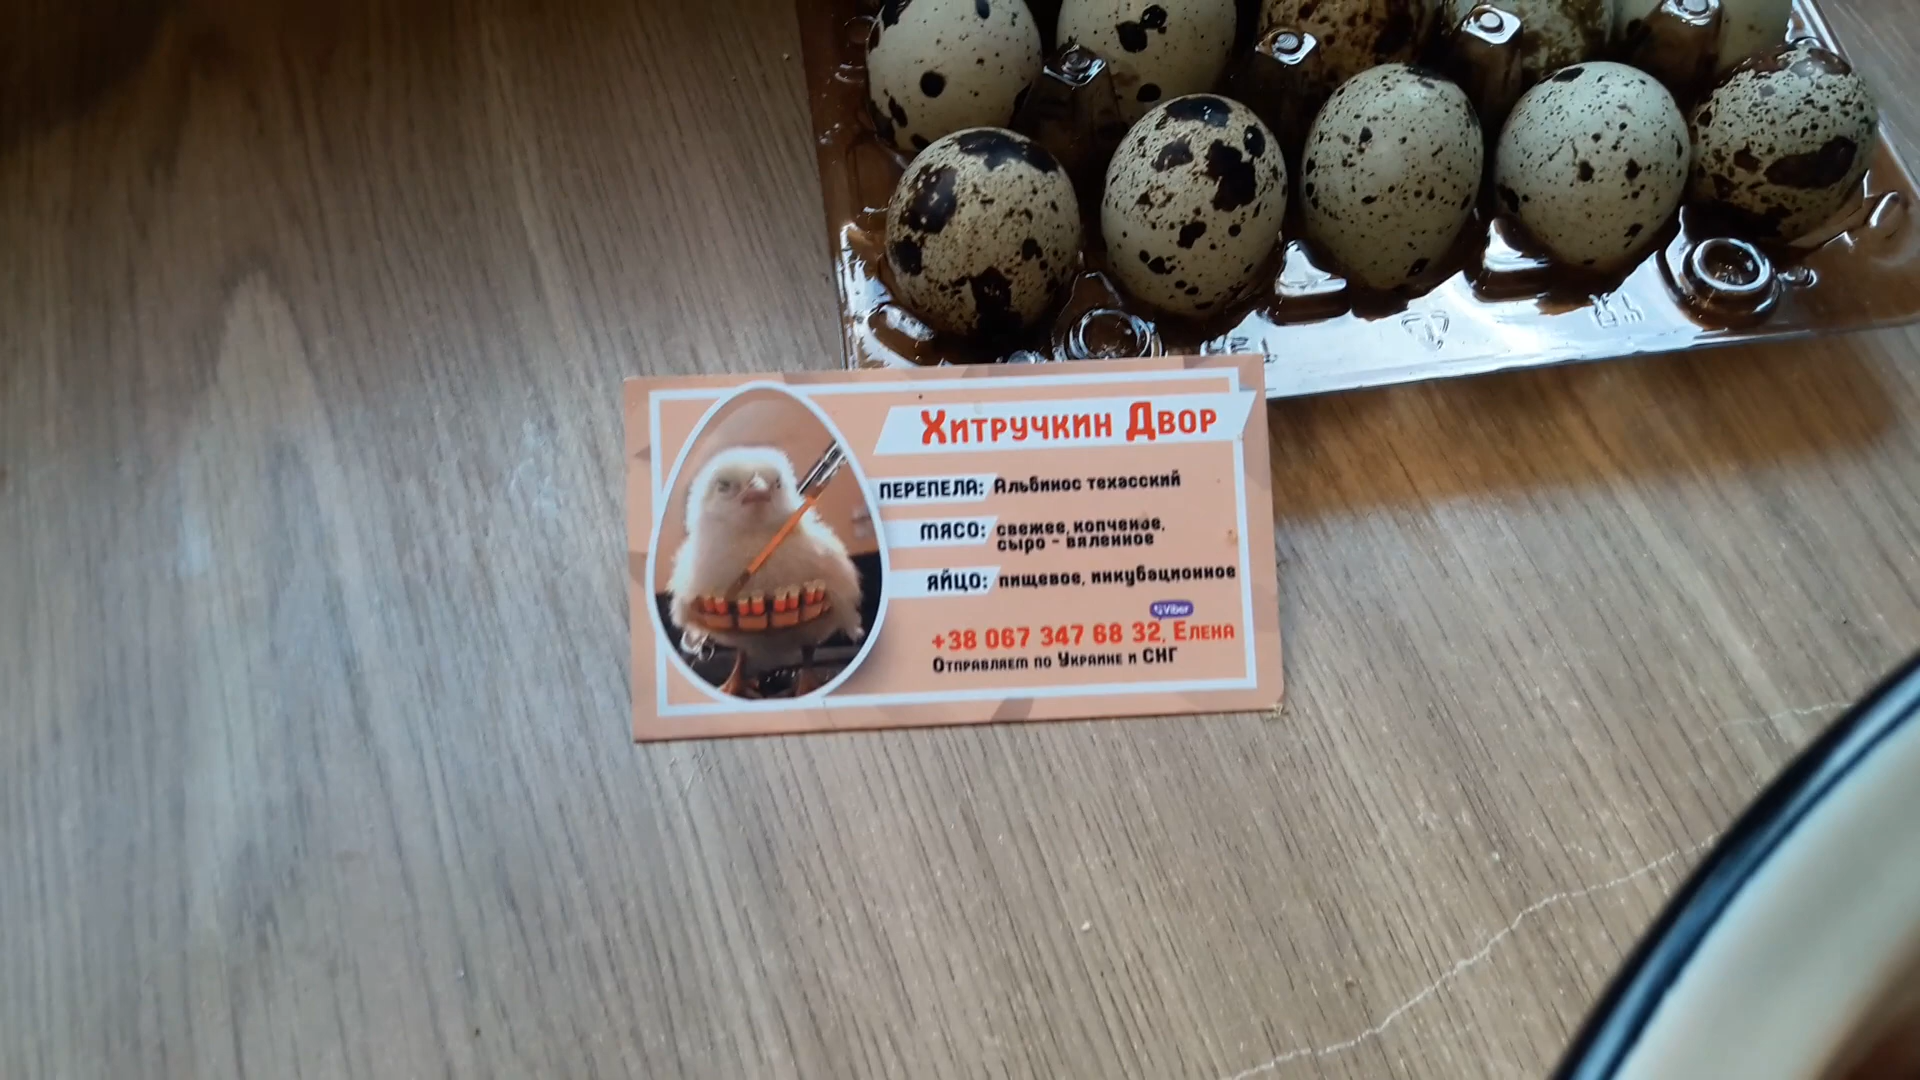 Хитручкин Двор
ПЕРЕПЕЛА: Альбинос техасский
МЯСО: свежее, копченое,
сыро - вяленное
ЯЙЦО: пищевое, инкубационное
Viber
+38 067 347 68 32, Елена
Отправляем по Украине и СНГ